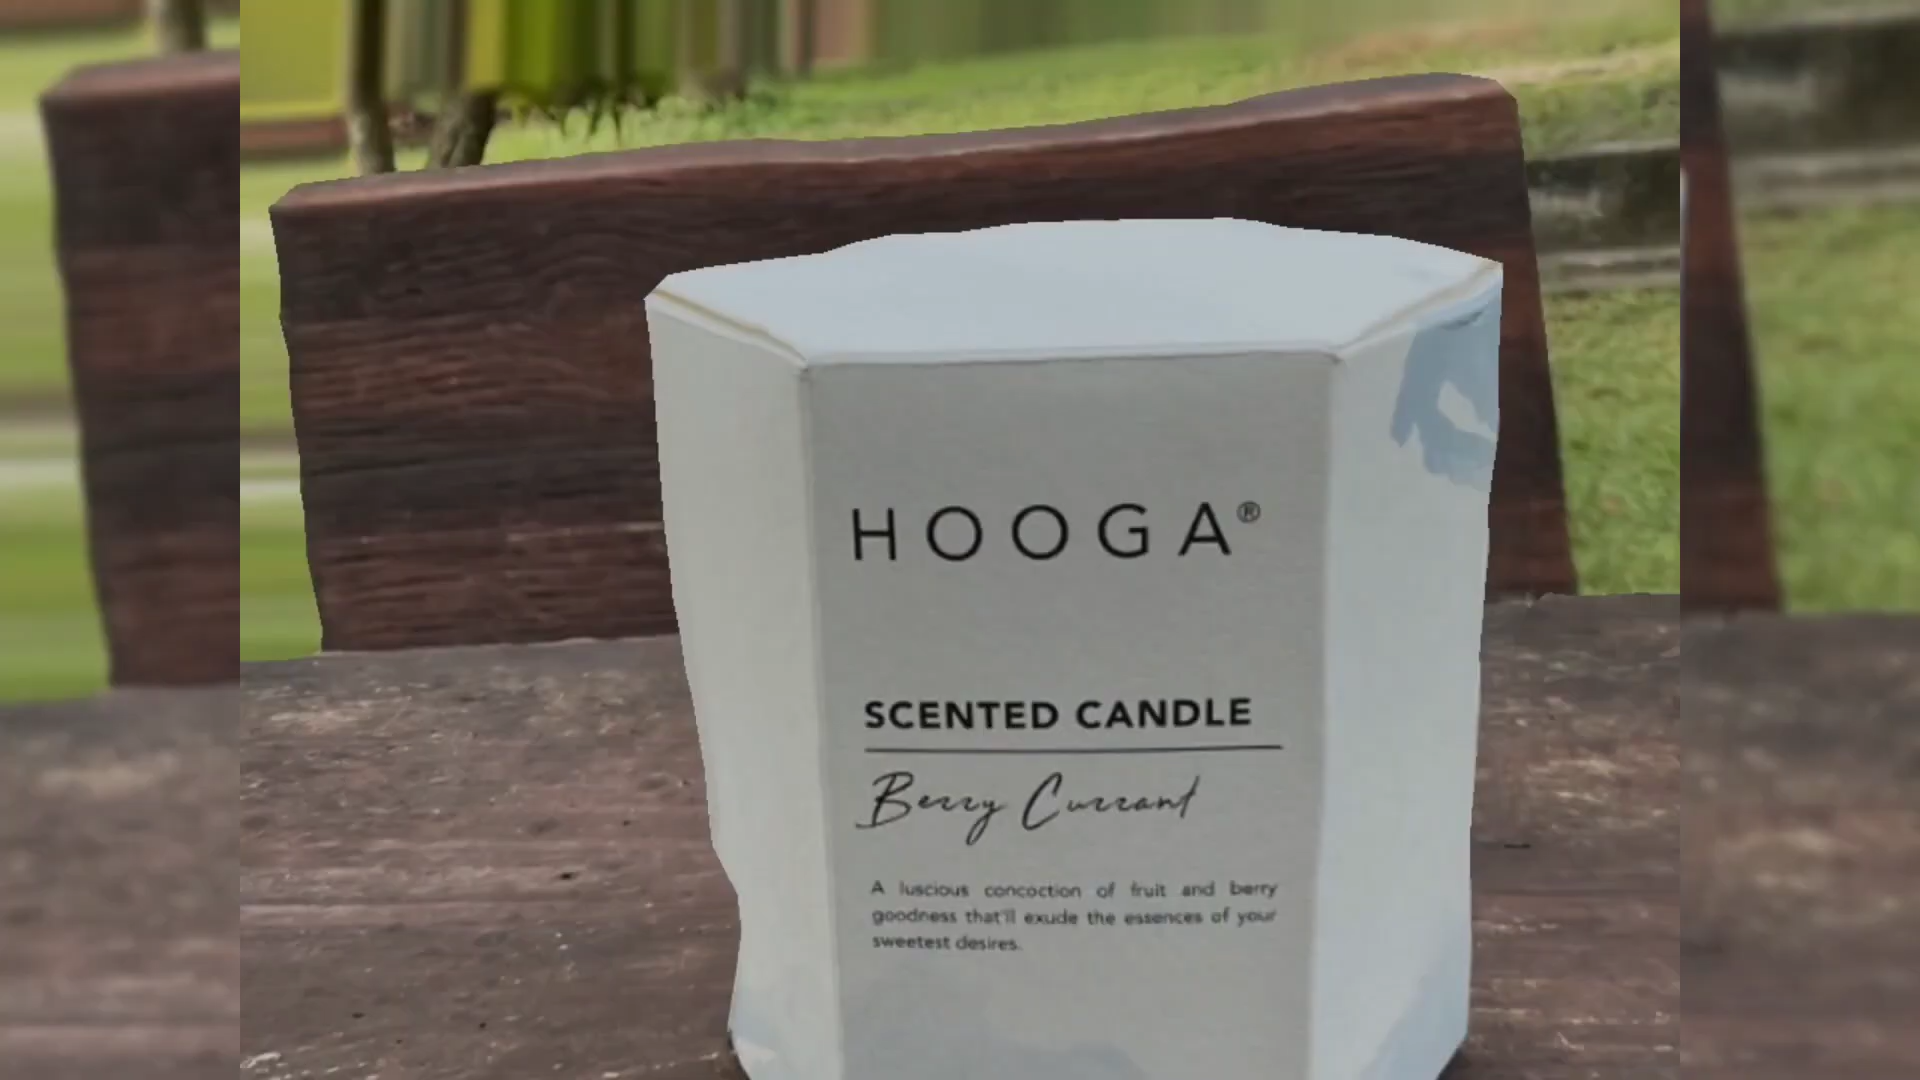 HOOGA®
SCENTED CANDLE
Berry Currant
A luscious concoction of fruit and berry
goodness that'll exude the essences of your
sweetest desires.